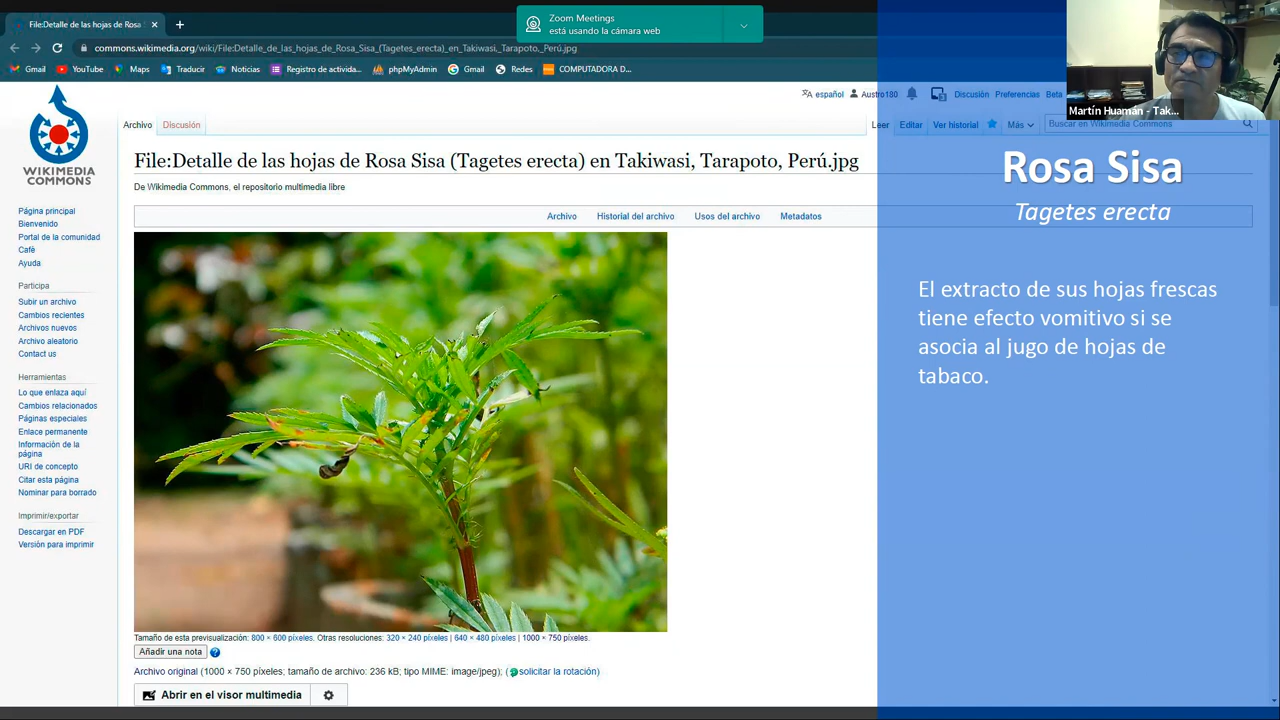 File:Detalle de las hojas de Rosa S
Zoom Meetings
está usando la cámara web
commons.wikimedia.org/wiki/File:Detalle_de_las_hojas_de_Rosa_Sisa_(Tagetes_erecta)_en_Takiwasi,_Tarapoto,_Perú.jpg
Gmail
YouTube
Maps
Traducir
Noticias
Registro de activida...
phpMyAdmin
Gmail
Redes
COMPUTADORA D...
Martín Huamán - Tak...
español
Austro180
Discusión
Preferencias
Beta
WIKIMEDIA
COMMONS
Archivo
Discusión
Leer
Editar
Ver historial
Más
Buscar en Wikimedia Commons
File:Detalle de las hojas de Rosa Sisa (Tagetes erecta) en Takiwasi, Tarapoto, Perú.jpg
De Wikimedia Commons, el repositorio multimedia libre
Archivo
Historial del archivo
Usos del archivo
Metadatos
Página principal
Bienvenido
Portal de la comunidad
Café
Ayuda
Participa
Subir un archivo
Cambios recientes
Archivos nuevos
Archivo aleatorio
Contact us
Herramientas
Lo que enlaza aquí
Cambios relacionados
Páginas especiales
Enlace permanente
Información de la
página
URI de concepto
Citar esta página
Nominar para borrado
Imprimir/exportar
Descargar en PDF
Versión para imprimir
Tamaño de esta previsualización: 800 × 600 píxeles. Otras resoluciones: 320 × 240 píxeles | 640 × 480 píxeles | 1000 × 750 píxeles.
Añadir una nota
Archivo original (1000 × 750 píxeles; tamaño de archivo: 236 kB; tipo MIME: image/jpeg); (solicitar la rotación)
Abrir en el visor multimedia
Rosa Sisa
Tagetes erecta
El extracto de sus hojas frescas
tiene efecto vomitivo si se
asocia al jugo de hojas de
tabaco.